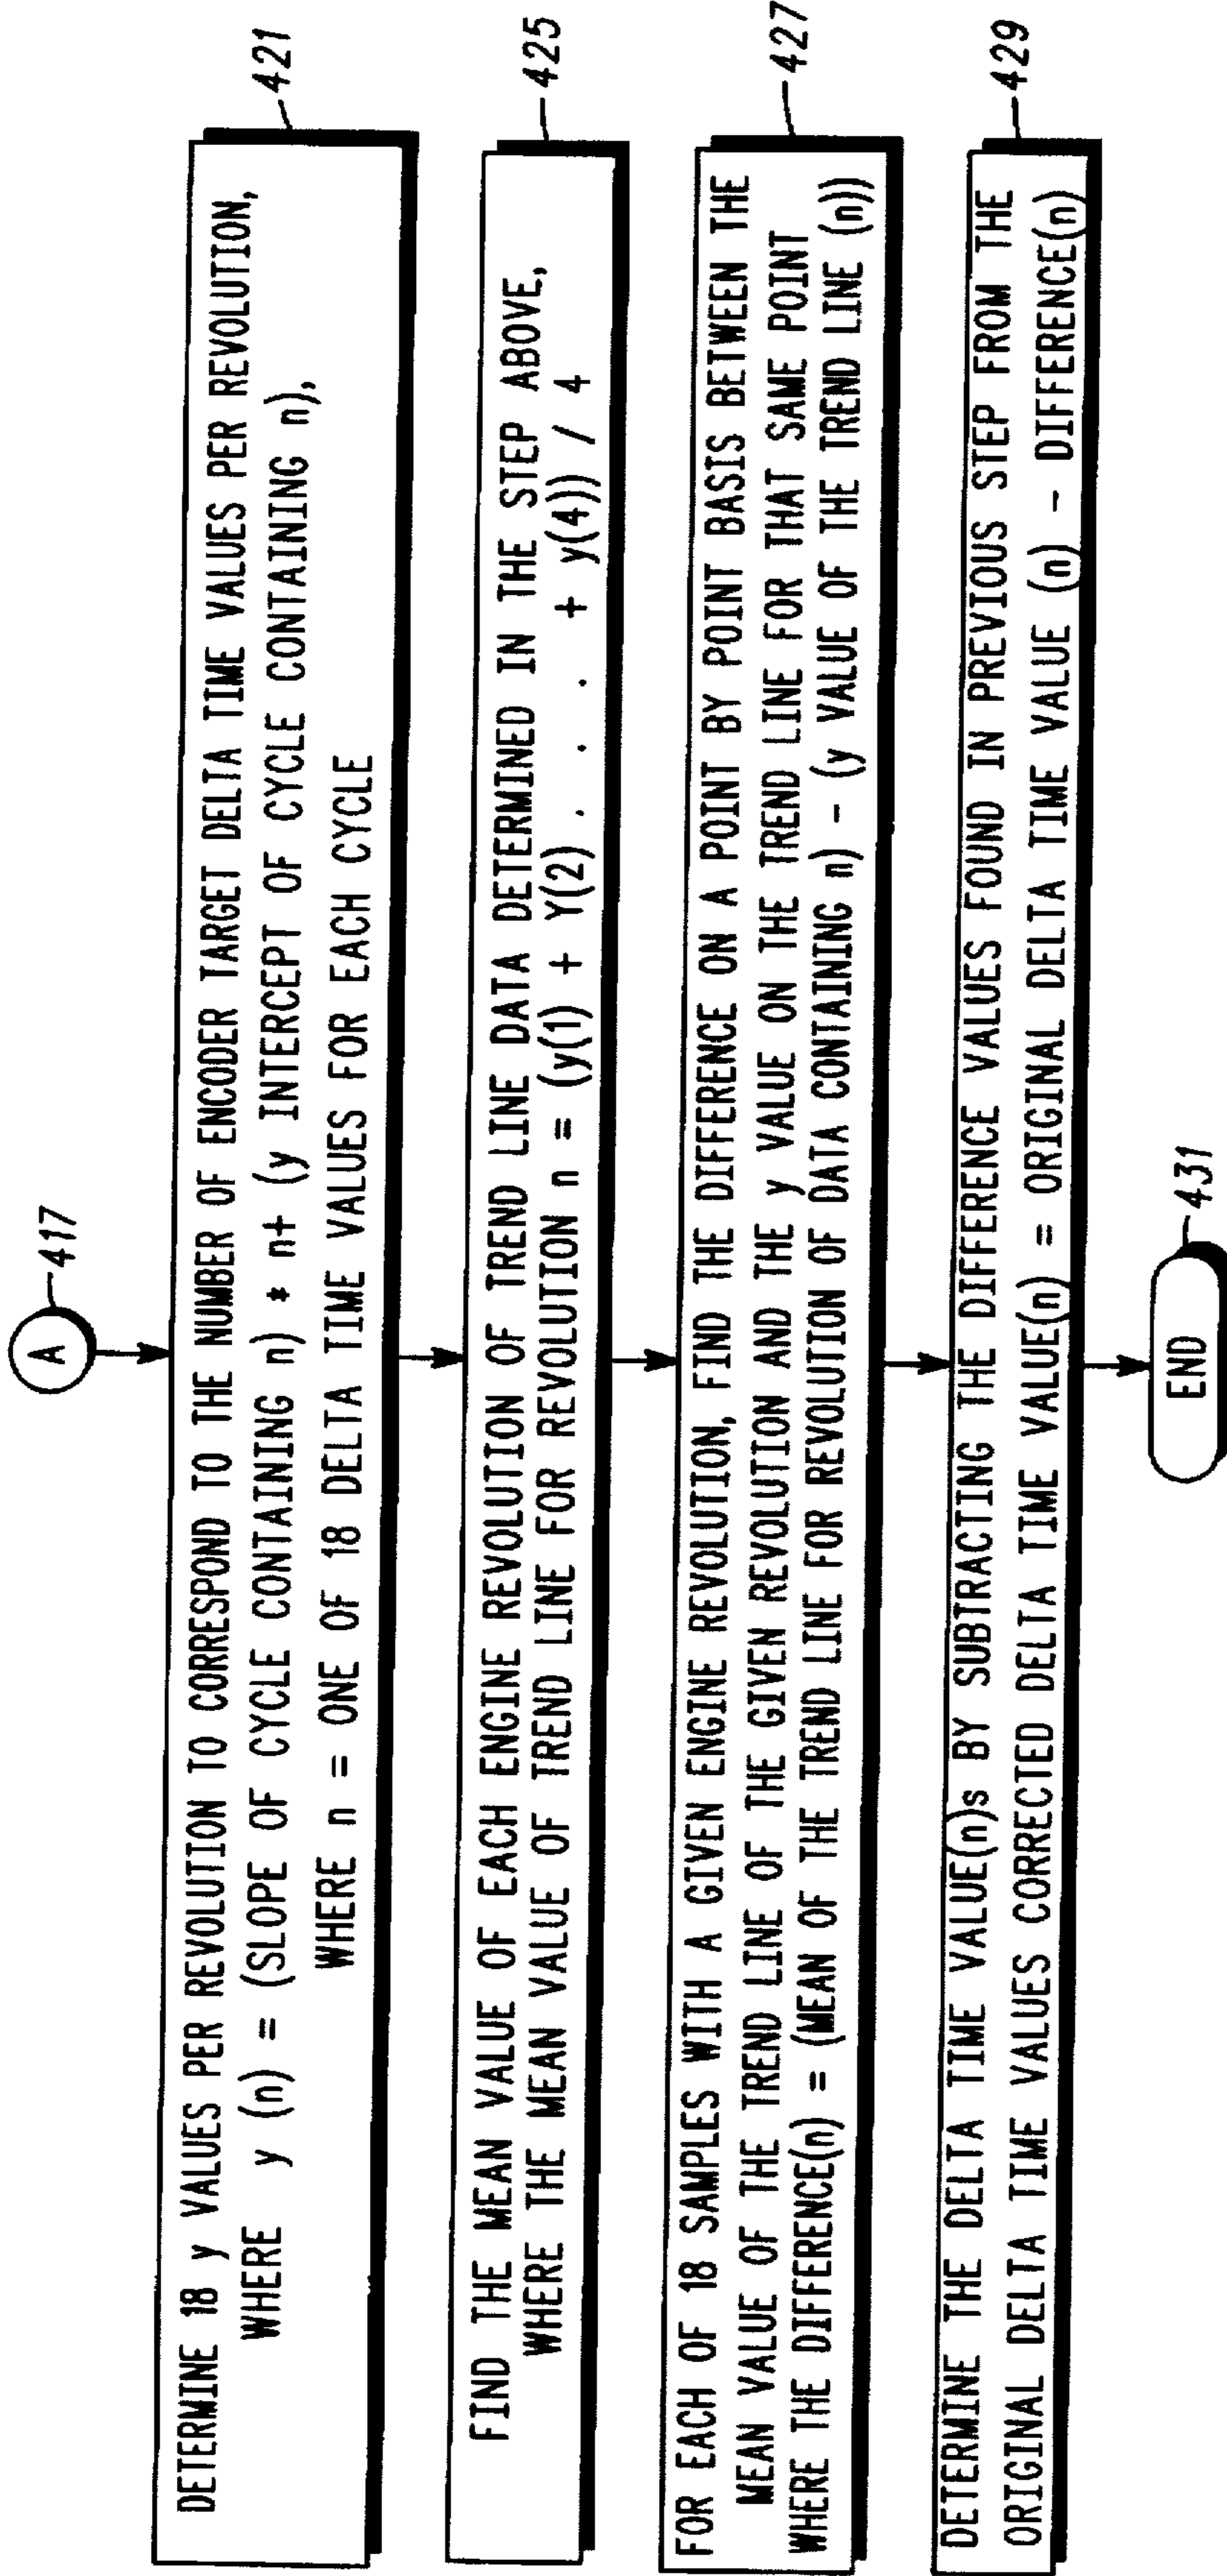 A
417
DETERMINE 18 y VALUES PER REVOLUTION TO CORRESPOND TO THE NUMBER OF ENCODER TARGET DELTA TIME VALUES PER REVOLUTION,
WHERE y (n) = (SLOPE OF CYCLE CONTAINING n) * n+ (y INTERCEPT OF CYCLE CONTAINING n),
WHERE n = ONE OF 18 DELTA TIME VALUES FOR EACH CYCLE
421
FIND THE MEAN VALUE OF EACH ENGINE REVOLUTION OF TREND LINE DATA DETERMINED IN THE STEP ABOVE,
WHERE THE MEAN VALUE OF TREND LINE FOR REVOLUTION n = (y(1) + Y(2) . . . + y(4)) / 4
425
FOR EACH OF 18 SAMPLES WITH A GIVEN ENGINE REVOLUTION, FIND THE DIFFERENCE ON A POINT BY POINT BASIS BETWEEN THE
MEAN VALUE OF THE TREND LINE OF THE GIVEN REVOLUTION AND THE y VALUE ON THE TREND LINE FOR THAT SAME POINT
WHERE THE DIFFERENCE(n) = (MEAN OF THE TREND LINE FOR REVOLUTION OF DATA CONTAINING n) - (y VALUE OF THE TREND LINE (n))
427
DETERMINE THE DELTA TIME VALUE(n)s BY SUBTRACTING THE DIFFERENCE VALUES FOUND IN PREVIOUS STEP FROM THE
ORIGINAL DELTA TIME VALUES CORRECTED DELTA TIME VALUE(n) = ORIGINAL DELTA TIME VALUE (n) - DIFFERENCE(n)
429
END
431